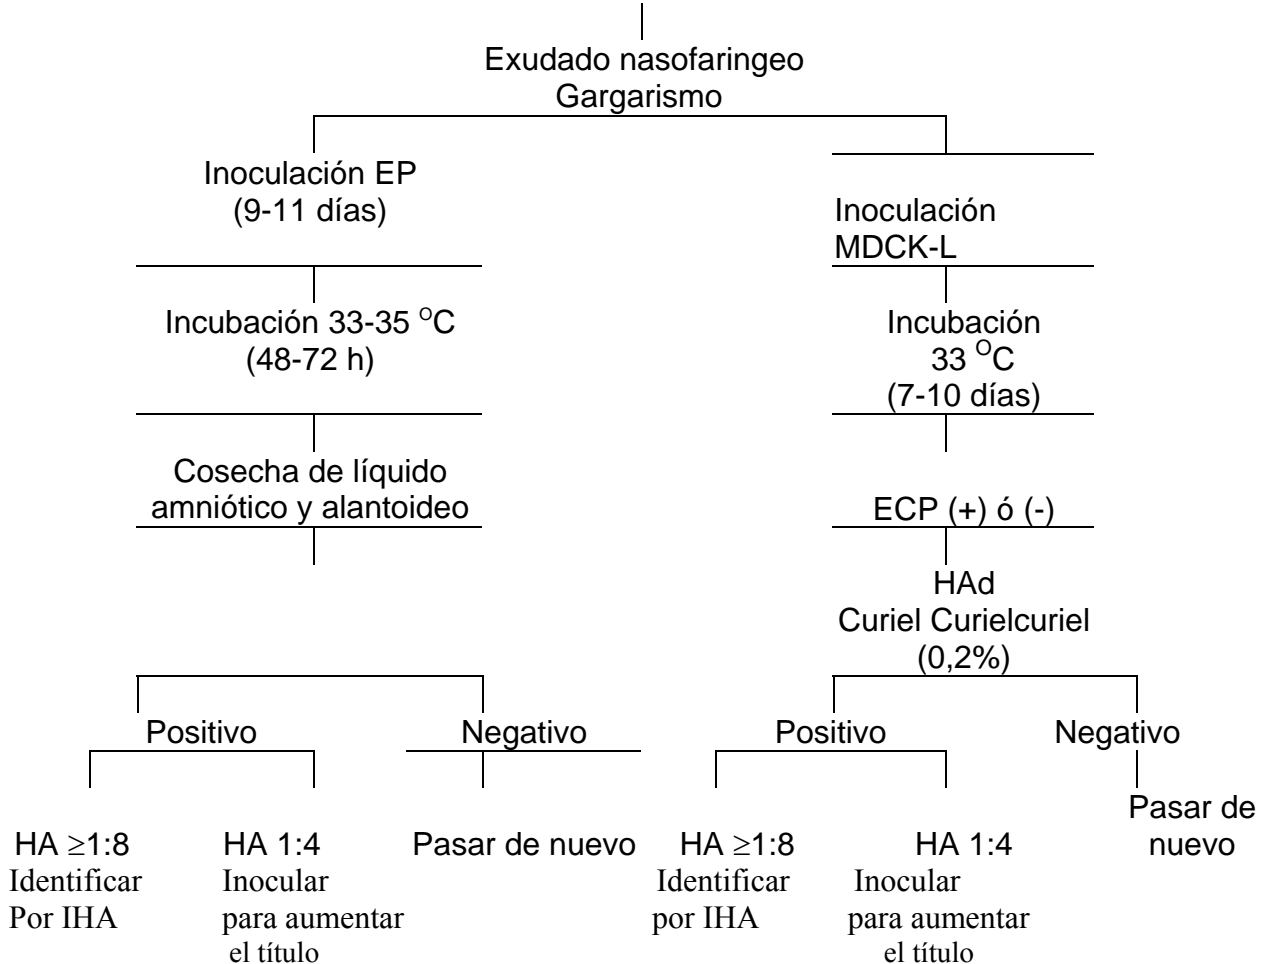 Exudado nasofaringeo
Gargarismo
Inoculación EP
(9-11 días)
Inoculación
MDCK-L
Incubación 33-35 ºC
(48-72 h)
Incubación
33 ºC
(7-10 días)
Cosecha de líquido
amniótico y alantoideo
ECP (+) ó (-)
HAd
Curiel Curielcuriel
(0,2%)
Positivo
Negativo
Positivo
Negativo
HA ≥1:8
Identificar
Por IHA
HA 1:4
Inocular
para aumentar
el título
Pasar de nuevo
HA ≥1:8
Identificar
por IHA
HA 1:4
Inocular
para aumentar
el título
Pasar de
nuevo